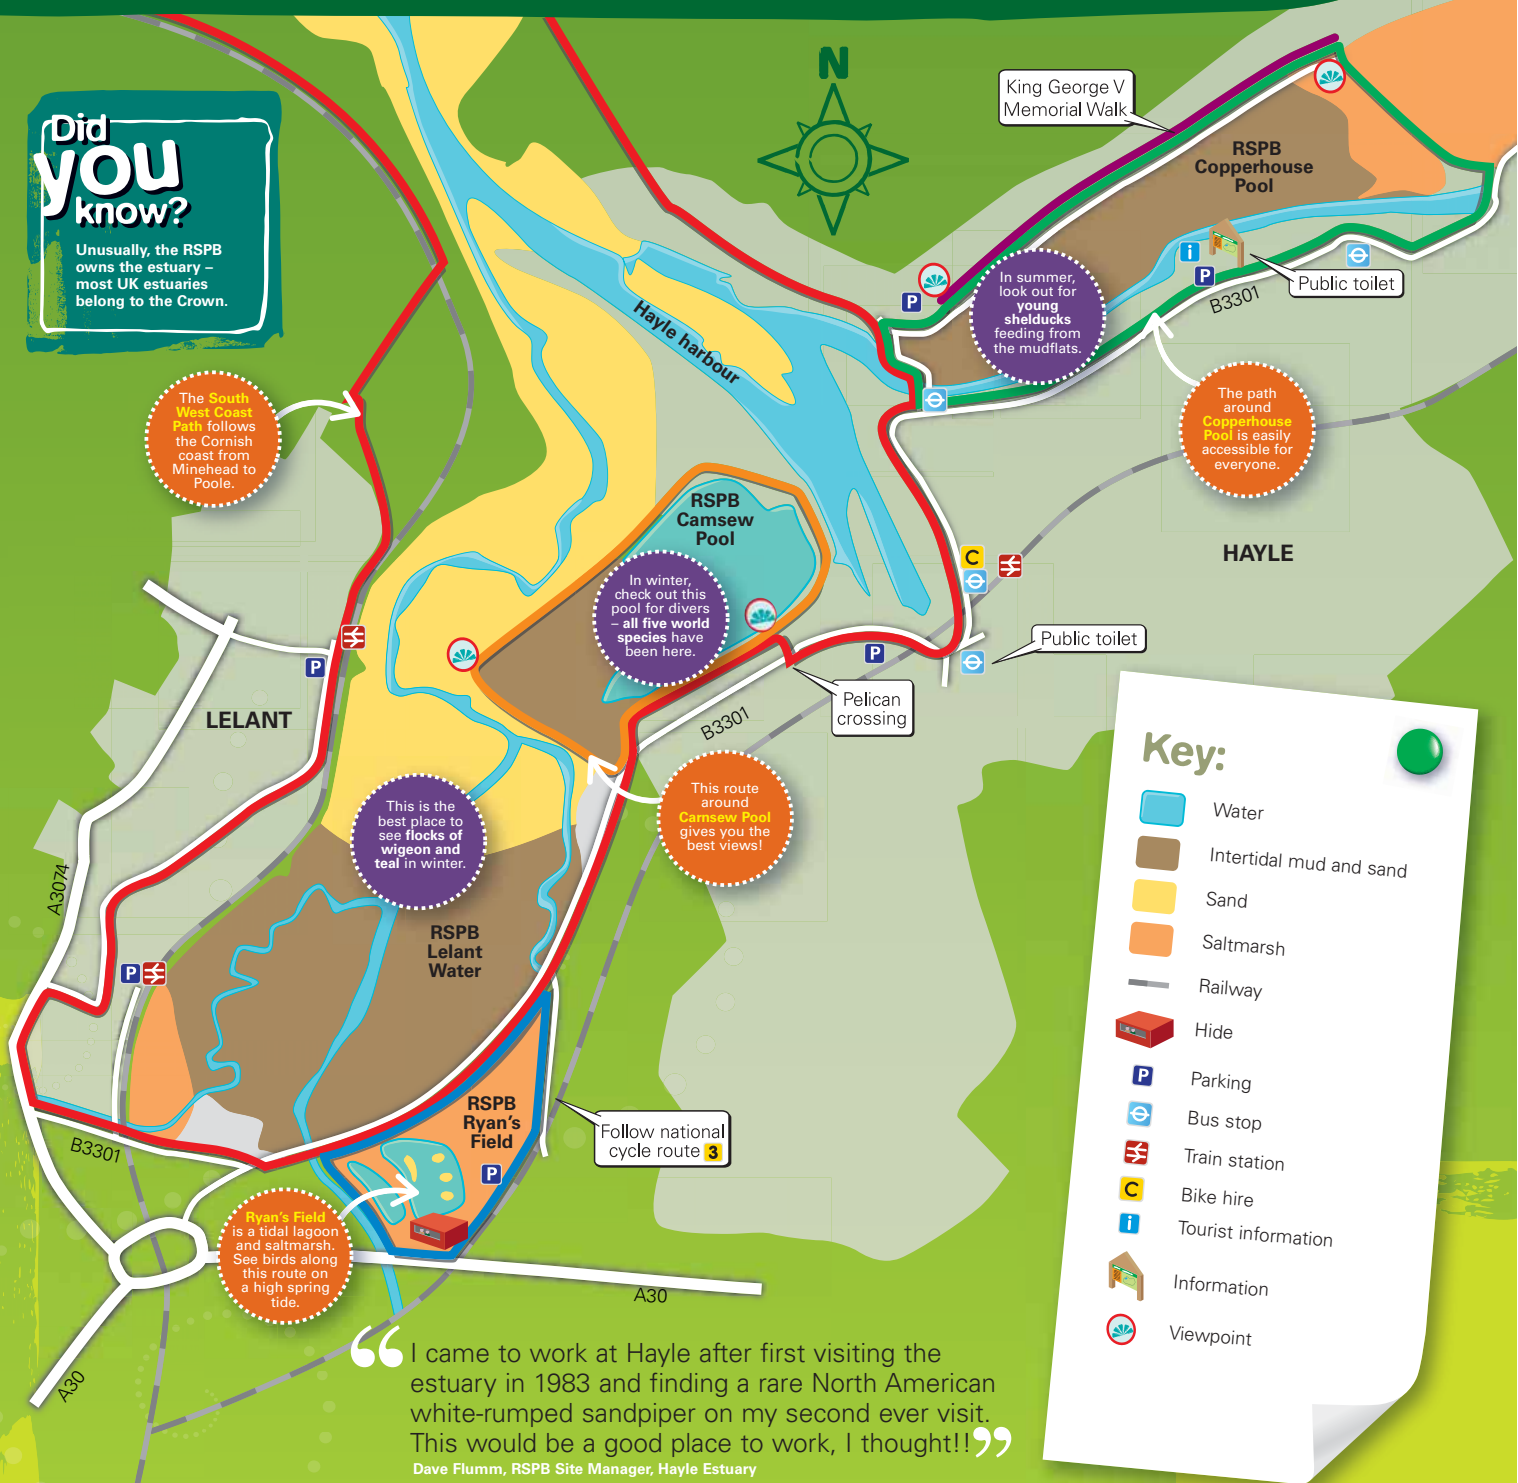 N
Did
you
know?
Unusually, the RSPB
owns the estuary –
most UK estuaries
belong to the Crown.
King George V
Memorial Walk
RSPB
Copperhouse
Pool
i
P
Public toilet
B3301
P
In summer,
look out for
young
shelducks
feeding from
the mudflats.
Hayle harbour
The South
West Coast
Path follows
the Cornish
coast from
Minehead to
Poole.
The path
around
Copperhouse
Pool is easily
accessible for
everyone.
RSPB
Camsew
Pool
HAYLE
C
In winter,
check out this
pool for divers
– all five world
species have
been here.
Public toilet
P
P
LELANT
Pelican
crossing
B3301
This route
around
Carnsew Pool
gives you the
best views!
This is the
best place to
see flocks of
wigeon and
teal in winter.
A3074
RSPB
Lelant
Water
P
RSPB
Ryan's
Field
P
Follow national
cycle route 3
B3301
Ryan's Field
is a tidal lagoon
and saltmarsh.
See birds along
this route on
a high spring
tide.
A30
A30
Key:
Water
Intertidal mud and sand
Sand
Saltmarsh
Railway
Hide
P Parking
Bus stop
Train station
C Bike hire
i Tourist information
Information
Viewpoint
“I came to work at Hayle after first visiting the
estuary in 1983 and finding a rare North American
white-rumped sandpiper on my second ever visit.
This would be a good place to work, I thought!!”
Dave Flumm, RSPB Site Manager, Hayle Estuary